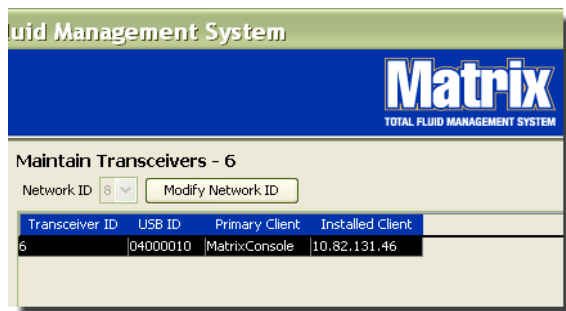 luid Management System
Matrix
TOTAL FLUID MANAGEMENT SYSTEM
Maintain Transceivers - 6
Network ID 8 Modify Network ID
Transceiver ID USB ID Primary Client Installed Client
6 04000010 MatrixConsole 10.82.131.46